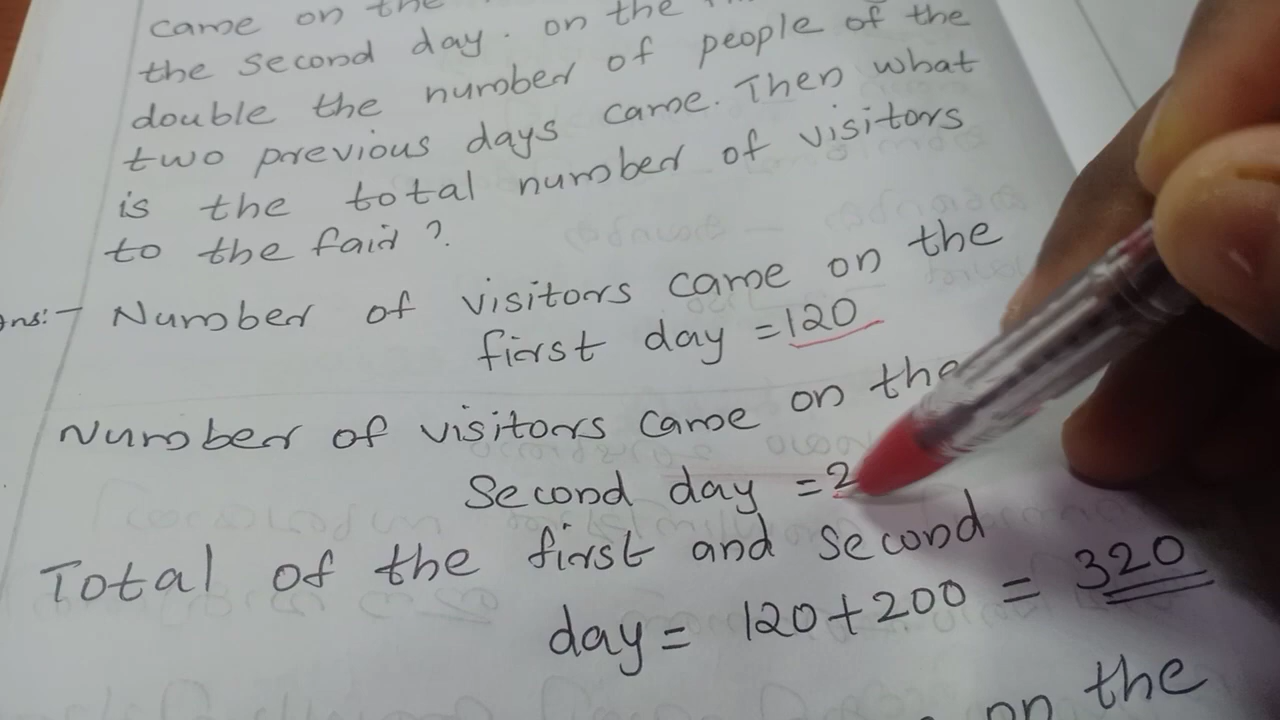 came on the
the second day. on the
double the number of people of the
two previous days came. Then what
is the total number of visitors
to the fair?
Ans:- Number of visitors came on the
first day =120
Number of visitors came on the
Second day =2
Total of the first and second
day= 120+200 = 320
on the